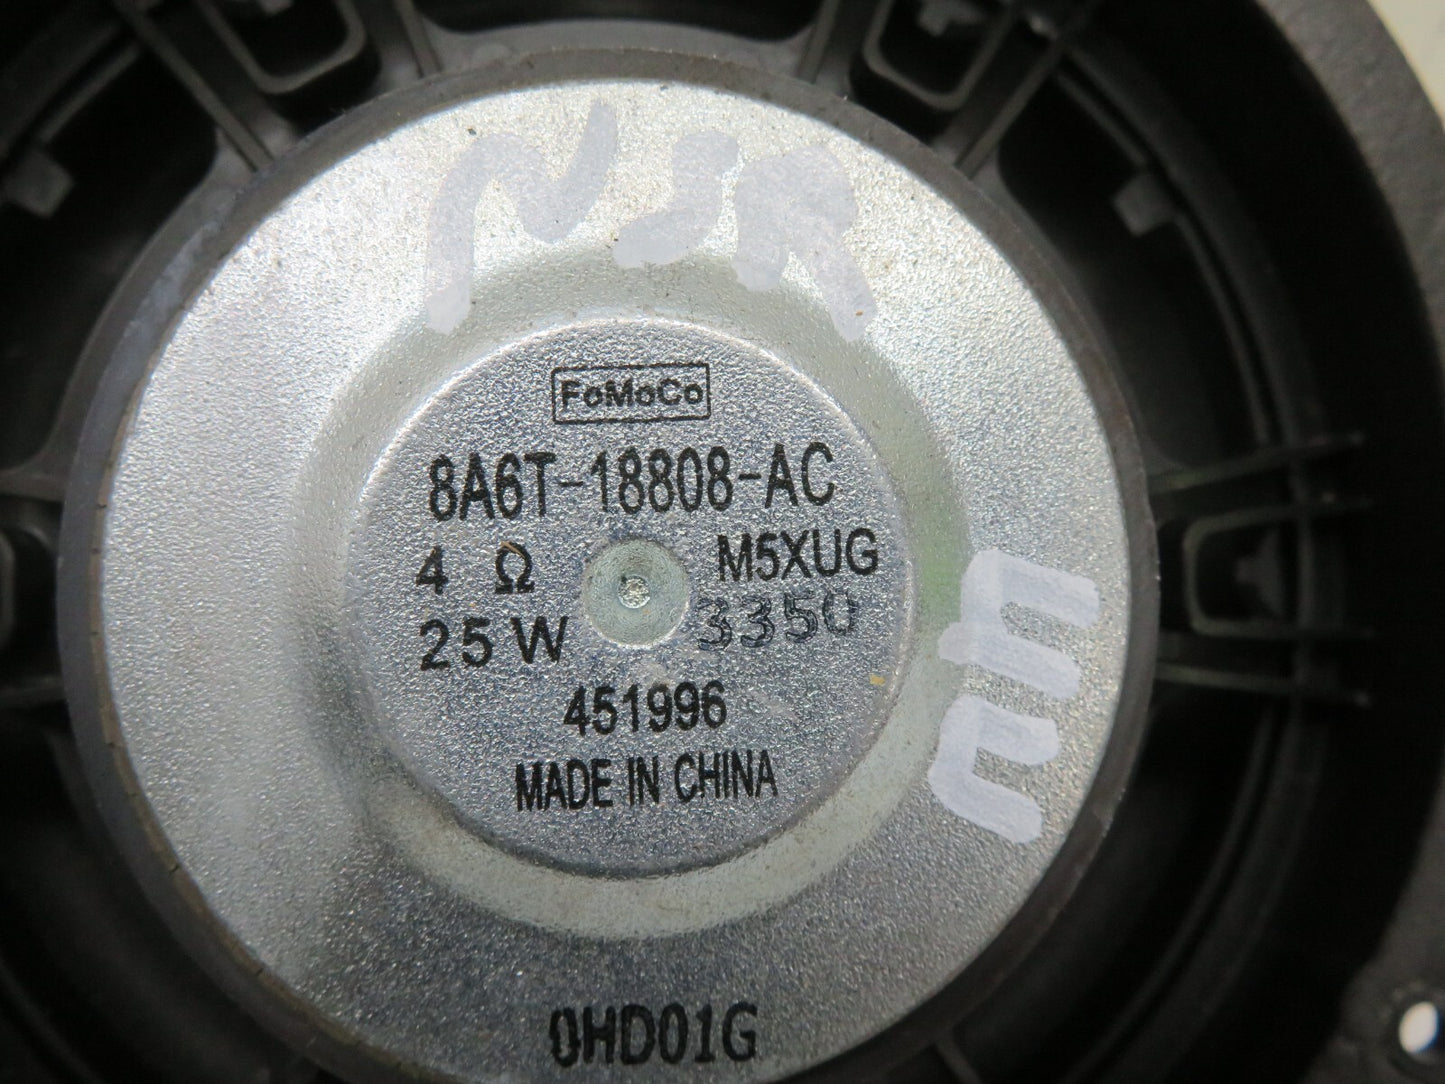 NJR
FoMoCo
8A6T-18808-AC
4 Ω M5XUG
25 W 3350
451996
MADE IN CHINA
0HD01G